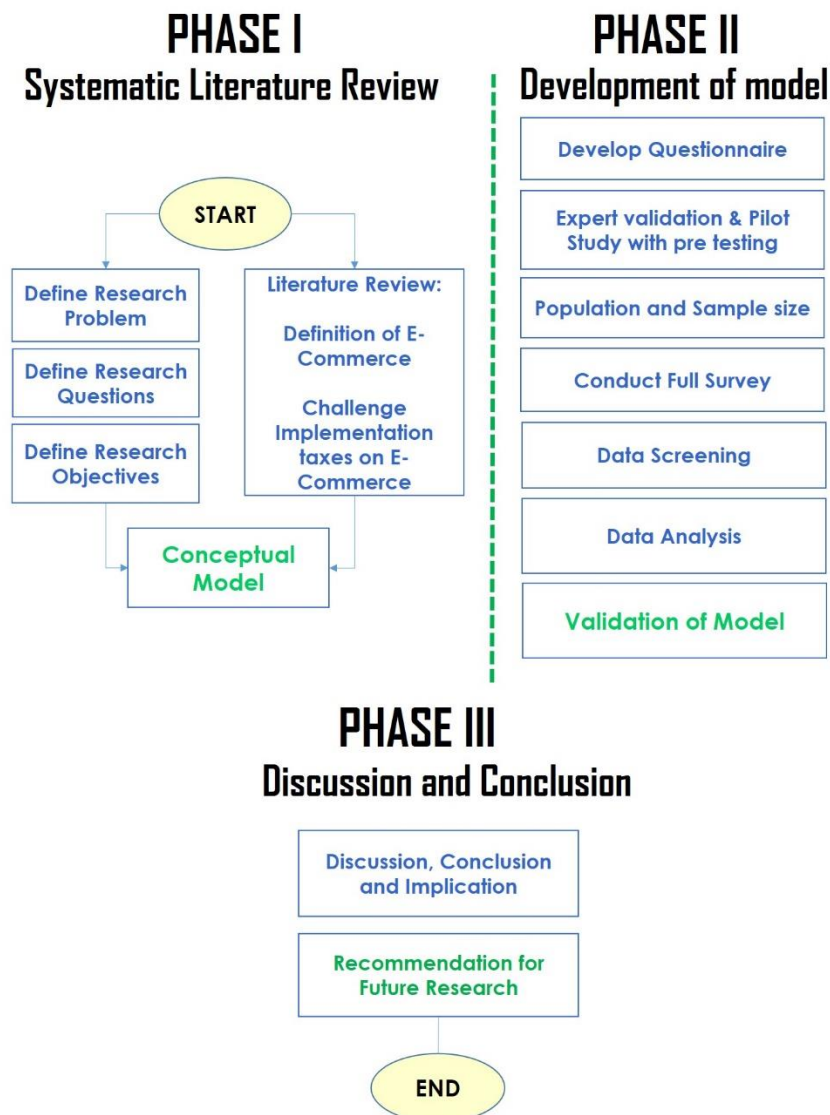 PHASE I
Systematic Literature Review
START
Define Research
Problem
Define Research
Questions
Define Research
Objectives
Literature Review:
Definition of E-
Commerce
Challenge
Implementation
taxes on E-
Commerce
Conceptual
Model
PHASE II
Development of model
Develop Questionnaire
Expert validation & Pilot
Study with pre testing
Population and Sample size
Conduct Full Survey
Data Screening
Data Analysis
Validation of Model
PHASE III
Discussion and Conclusion
Discussion, Conclusion
and Implication
Recommendation for
Future Research
END